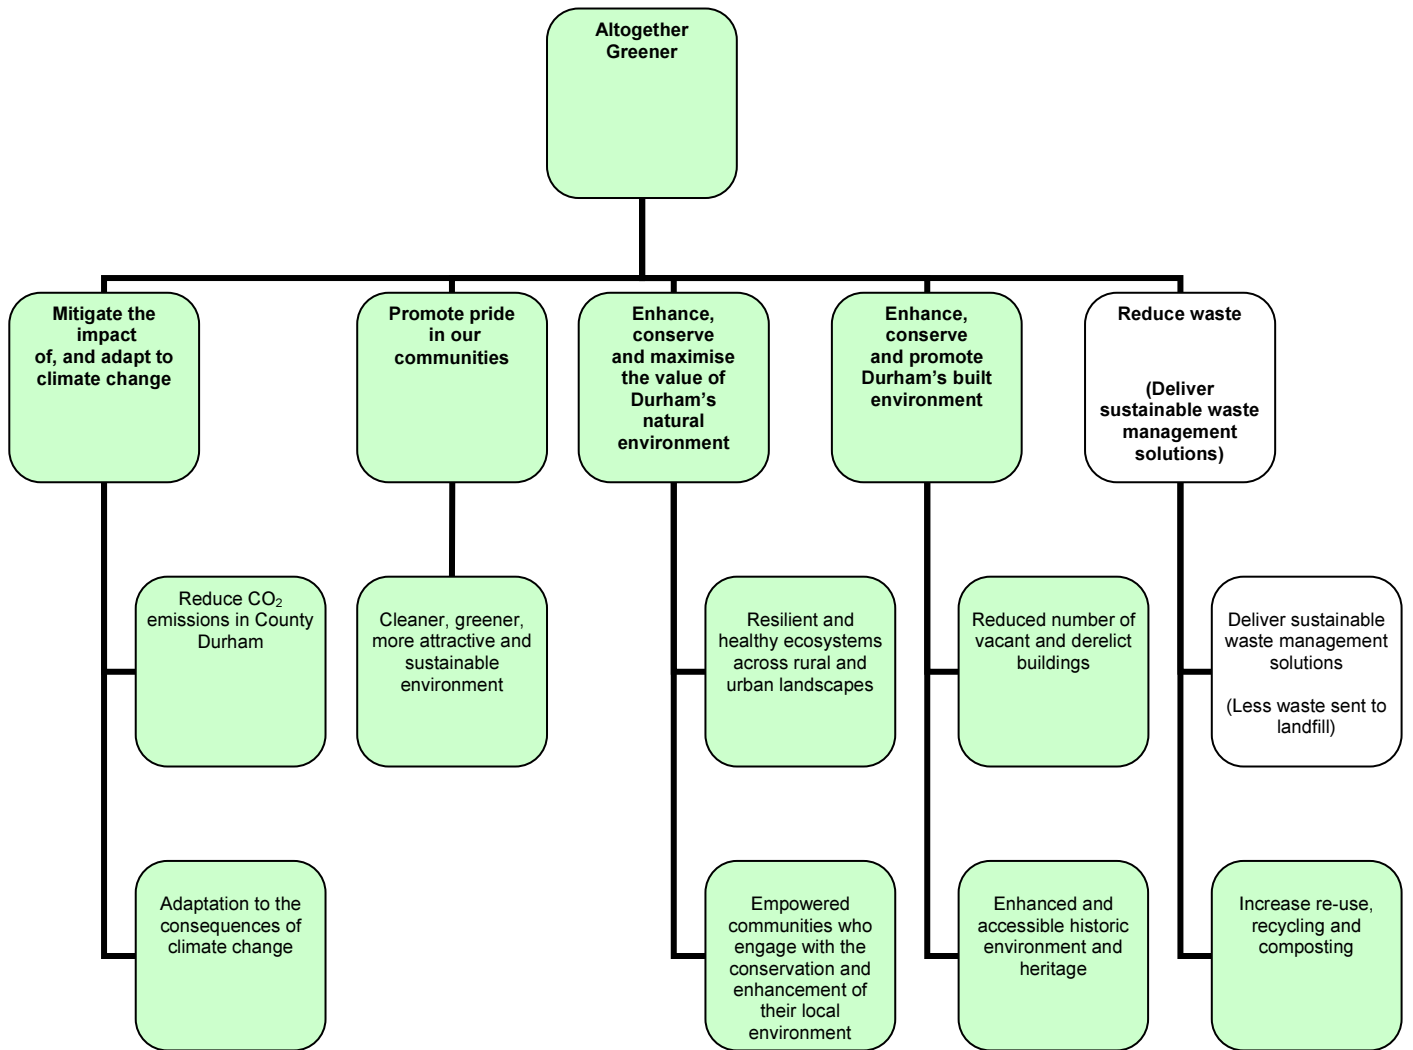 Altogether
Greener
Mitigate the
impact
of, and adapt to
climate change
Promote pride
in our
communities
Enhance,
conserve
and maximise
the value of
Durham’s
natural
environment
Enhance,
conserve
and promote
Durham’s built
environment
Reduce waste
(Deliver
sustainable waste
management
solutions)
Reduce CO₂
emissions in County
Durham
Cleaner, greener,
more attractive and
sustainable
environment
Resilient and
healthy ecosystems
across rural and
urban landscapes
Reduced number of
vacant and derelict
buildings
Deliver sustainable
waste management
solutions
(Less waste sent to
landfill)
Adaptation to the
consequences of
climate change
Empowered
communities who
engage with the
conservation and
enhancement of
their local
environment
Enhanced and
accessible historic
environment and
heritage
Increase re-use,
recycling and
composting